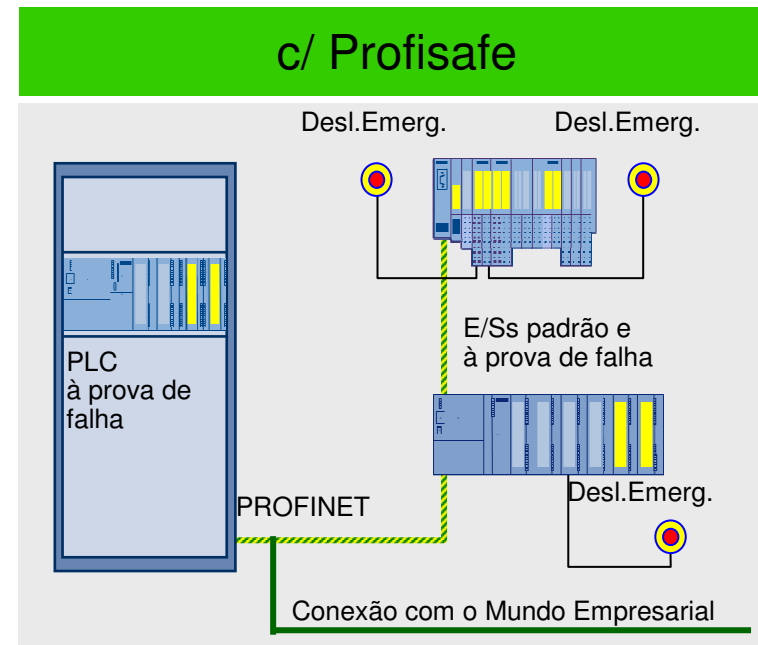 c/ Profisafe
Desl.Emerg.
Desl.Emerg.
E/Ss padrão e
à prova de falha
PLC
à prova de
falha
Desl.Emerg.
PROFINET
Conexão com o Mundo Empresarial